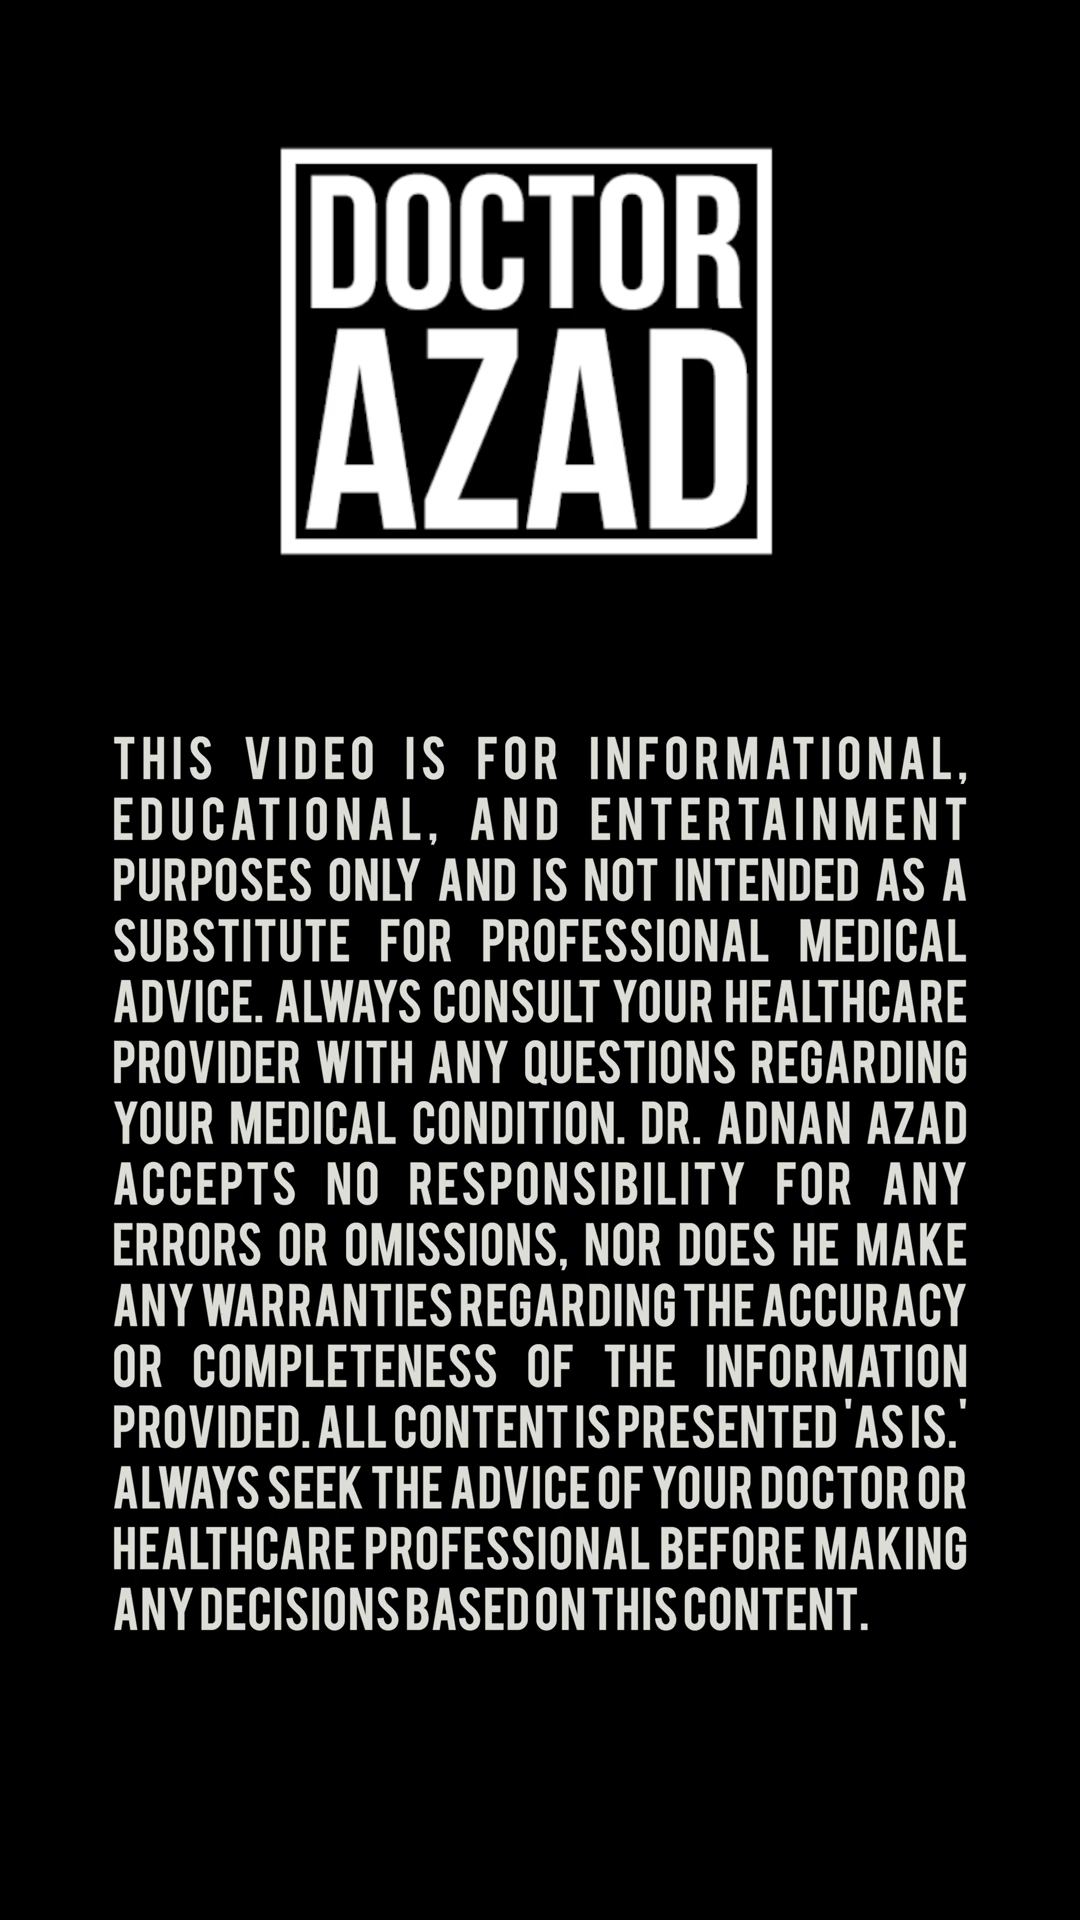 DOCTOR
AZAD
THIS VIDEO IS FOR INFORMATIONAL,
EDUCATIONAL, AND ENTERTAINMENT
PURPOSES ONLY AND IS NOT INTENDED AS A
SUBSTITUTE FOR PROFESSIONAL MEDICAL
ADVICE. ALWAYS CONSULT YOUR HEALTHCARE
PROVIDER WITH ANY QUESTIONS REGARDING
YOUR MEDICAL CONDITION. DR. ADNAN AZAD
ACCEPTS NO RESPONSIBILITY FOR ANY
ERRORS OR OMISSIONS, NOR DOES HE MAKE
ANY WARRANTIES REGARDING THE ACCURACY
OR COMPLETENESS OF THE INFORMATION
PROVIDED. ALL CONTENT IS PRESENTED 'AS IS.'
ALWAYS SEEK THE ADVICE OF YOUR DOCTOR OR
HEALTHCARE PROFESSIONAL BEFORE MAKING
ANY DECISIONS BASED ON THIS CONTENT.